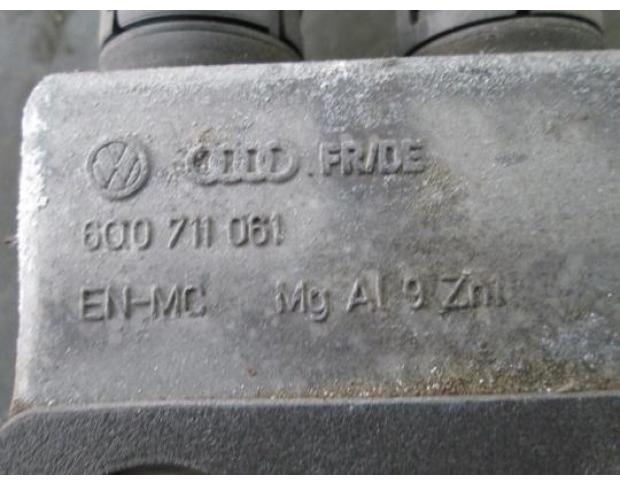 FR/DE
6Q0 711 061
EN-MC Mg Al 9 Zn1